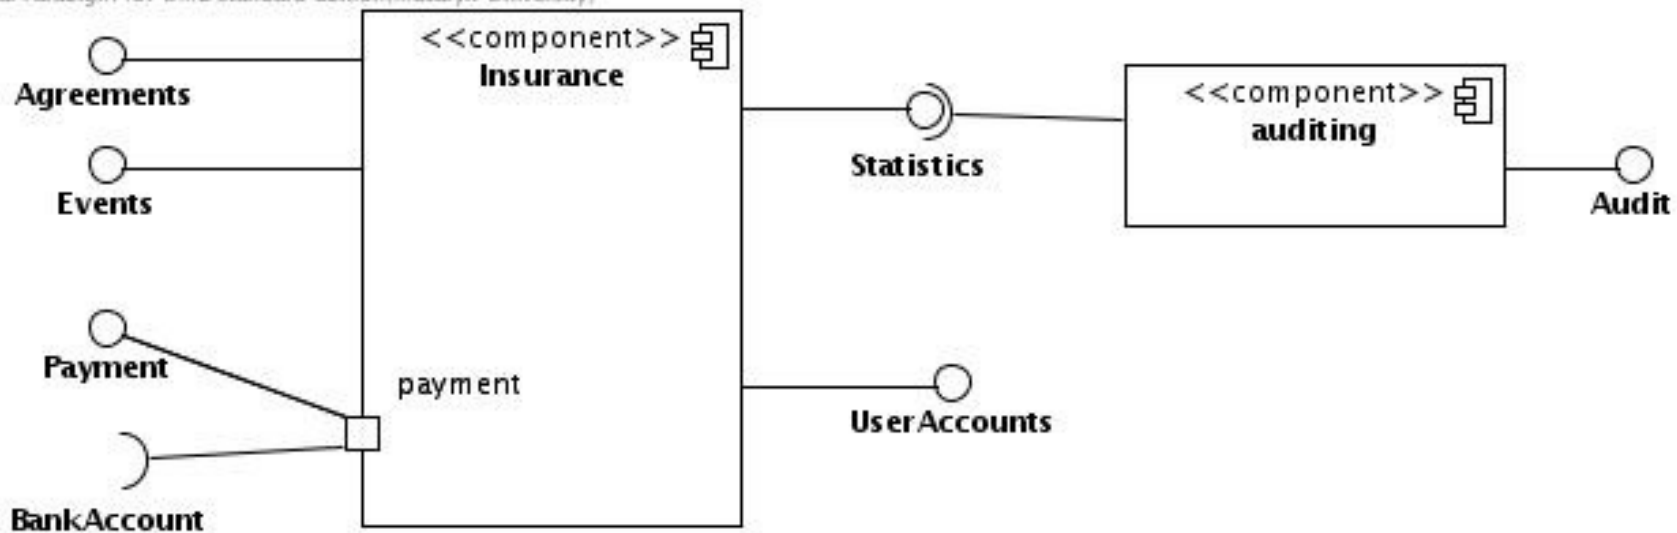 <<component>>
Insurance
Agreements
Events
Payment
payment
BankAccount
Statistics
UserAccounts
<<component>>
auditing
Audit